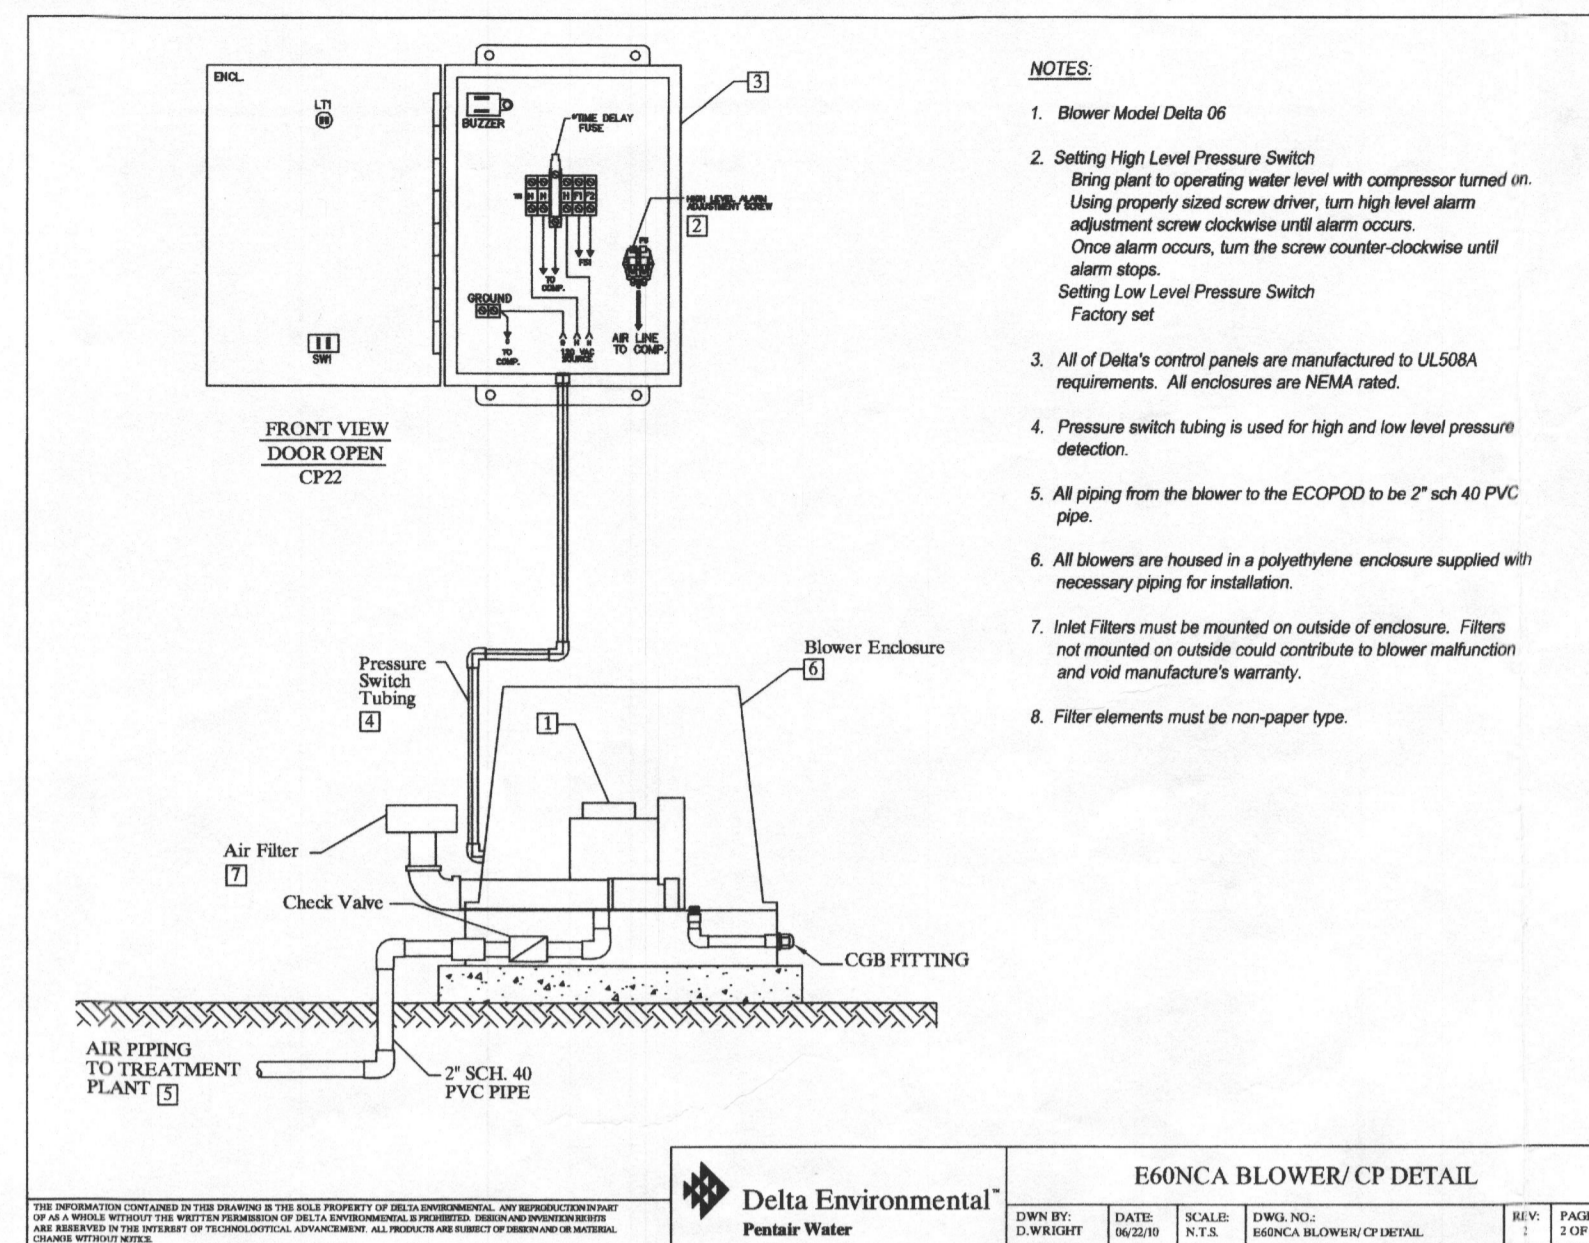 ENCL.
LT1
SW1
FRONT VIEW
DOOR OPEN
CP22
BUZZER
*TIME DELAY
FUSE
H H H F1 F2
HIGH LEVEL ALARM
ADJUSTMENT SCREW
2
3
PS
FS1
TO
COMP.
GROUND
G
TO
COMP.
G N H
120 VAC
SOURCE
AIR LINE
TO COMP.
Pressure
Switch
Tubing
4
Blower Enclosure
6
1
Air Filter
7
Check Valve
CGB FITTING
AIR PIPING
TO TREATMENT
PLANT 5
2" SCH. 40
PVC PIPE
NOTES:
1. Blower Model Delta 06
2. Setting High Level Pressure Switch
Bring plant to operating water level with compressor turned on.
Using properly sized screw driver, turn high level alarm
adjustment screw clockwise until alarm occurs.
Once alarm occurs, turn the screw counter-clockwise until
alarm stops.
Setting Low Level Pressure Switch
Factory set
3. All of Delta's control panels are manufactured to UL508A
requirements. All enclosures are NEMA rated.
4. Pressure switch tubing is used for high and low level pressure
detection.
5. All piping from the blower to the ECOPOD to be 2" sch 40 PVC
pipe.
6. All blowers are housed in a polyethylene enclosure supplied with
necessary piping for installation.
7. Inlet Filters must be mounted on outside of enclosure. Filters
not mounted on outside could contribute to blower malfunction
and void manufacture's warranty.
8. Filter elements must be non-paper type.
THE INFORMATION CONTAINED IN THIS DRAWING IS THE SOLE PROPERTY OF DELTA ENVIRONMENTAL. ANY REPRODUCTION IN PART
OF AS A WHOLE WITHOUT THE WRITTEN PERMISSION OF DELTA ENVIRONMENTAL IS PROHIBITED. DESIGN AND INVENTION RIGHTS
ARE RESERVED IN THE INTEREST OF TECHNOLOGICAL ADVANCEMENT. ALL PRODUCTS ARE SUBJECT OF DESIGN AND OR MATERIAL
CHANGE WITHOUT NOTICE.
Delta Environmental™
Pentair Water
E60NCA BLOWER/ CP DETAIL
DWN BY:
D.WRIGHT
DATE:
06/22/10
SCALE:
N.T.S.
DWG. NO.:
E60NCA BLOWER/ CP DETAIL
REV:
PAGE
2 OF